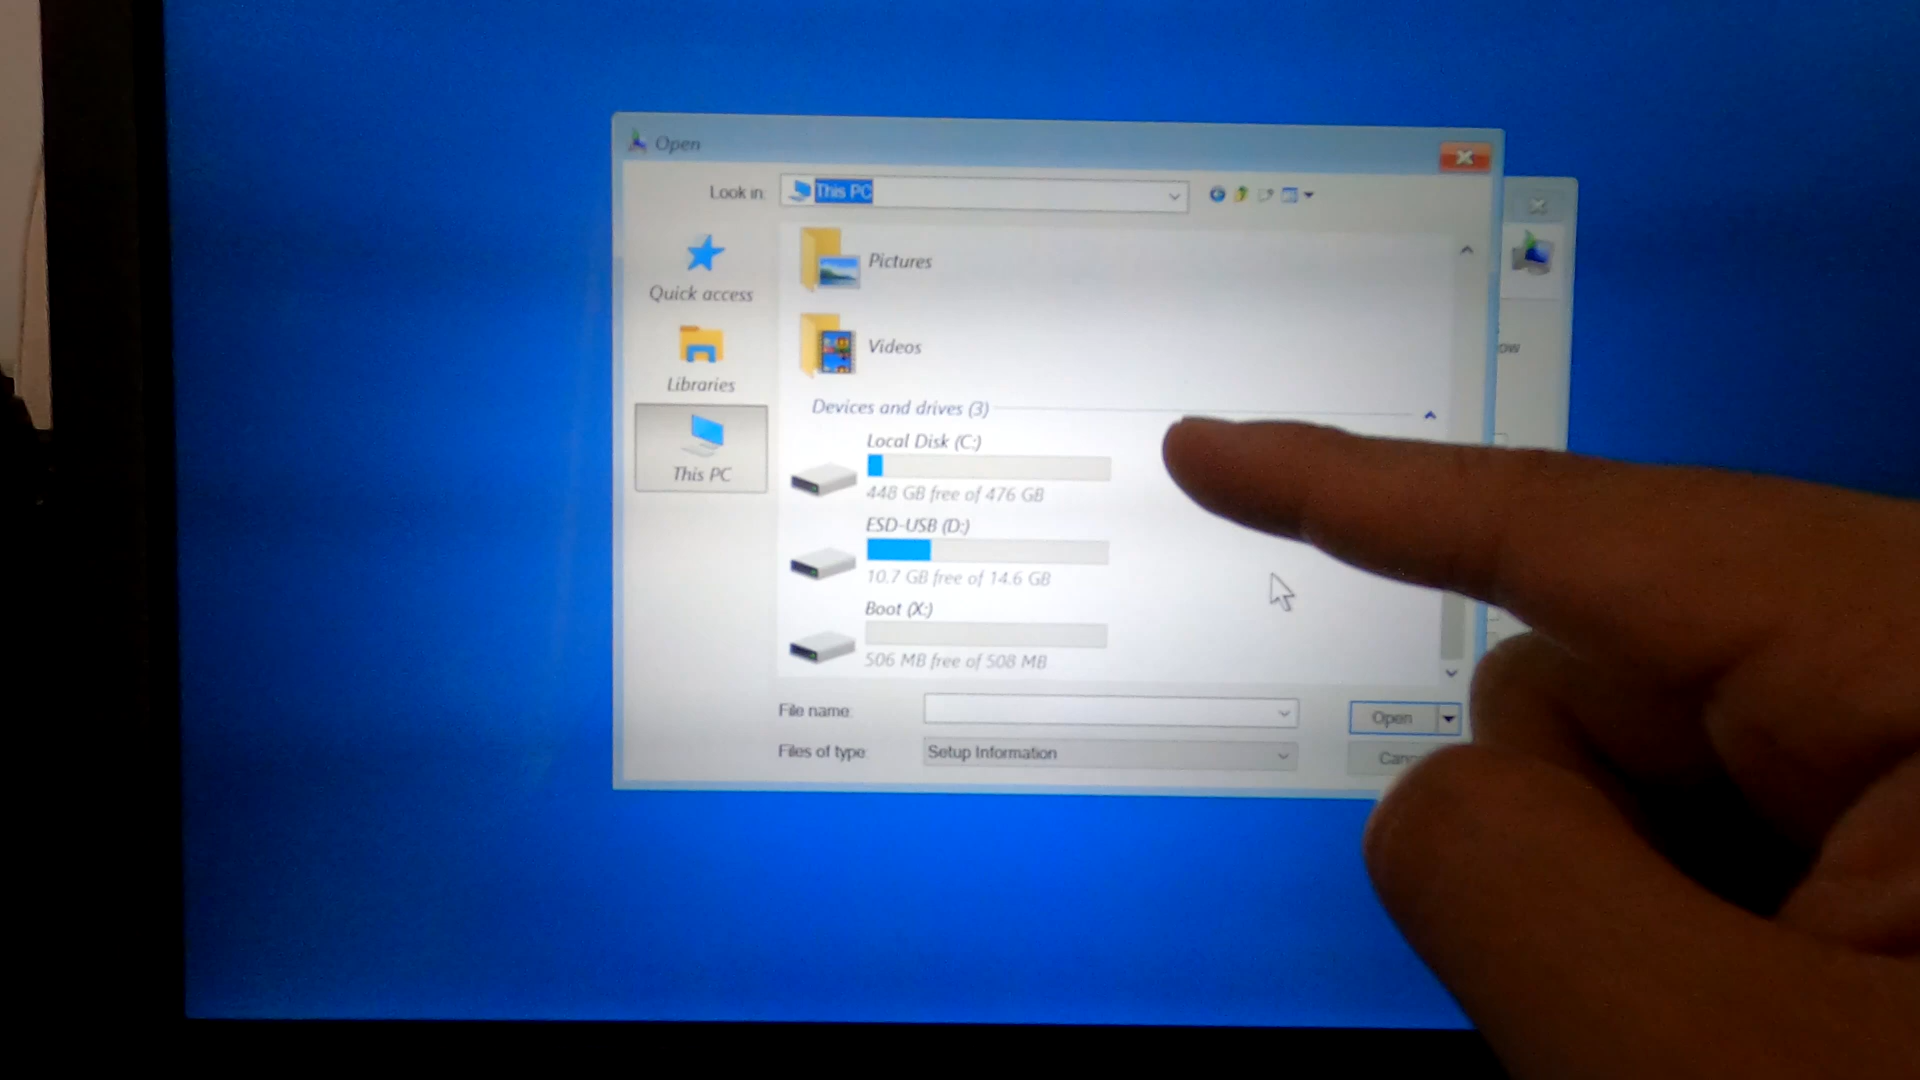 Open
Look in:
This PC
Quick access
Libraries
This PC
Pictures
Videos
Devices and drives (3)
Local Disk (C:)
448 GB free of 476 GB
ESD-USB (D:)
10.7 GB free of 14.6 GB
Boot (X:)
506 MB free of 508 MB
File name:
Files of type:
Setup Information
Open
Canc
ow